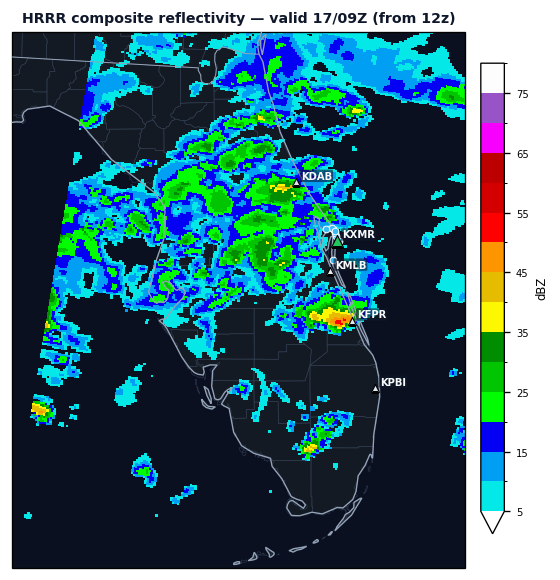 HRRR composite reflectivity — valid 17/09Z (from 12z)
KDAB
KXMR
KMLB
KFPR
KPBI
75
65
55
45
35
25
15
5
dBZ